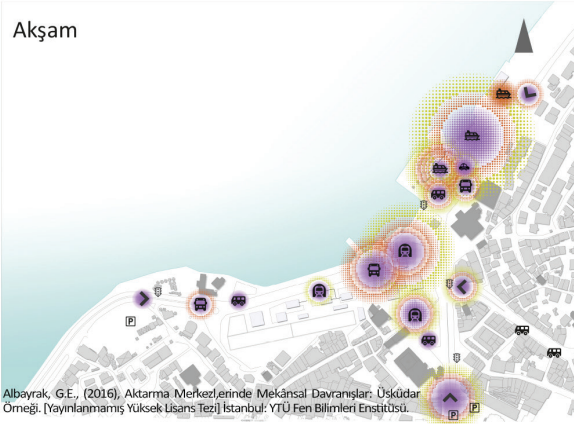 Akşam
P
P
P
Albayrak, G.E., (2016), Aktarma Merkezl,erinde Mekânsal Davranışlar: Üsküdar
Örneği. [Yayınlanmamış Yüksek Lisans Tezi] İstanbul: YTÜ Fen Bilimleri Enstitüsü.